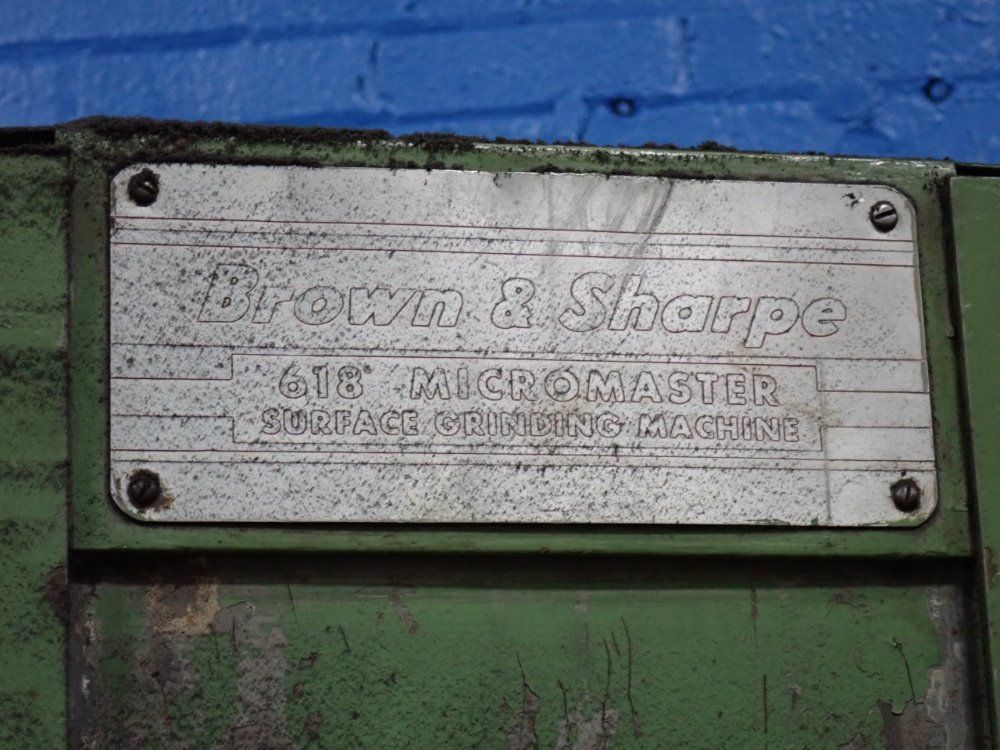 Brown & Sharpe
618 MICROMASTER
SURFACE GRINDING MACHINE